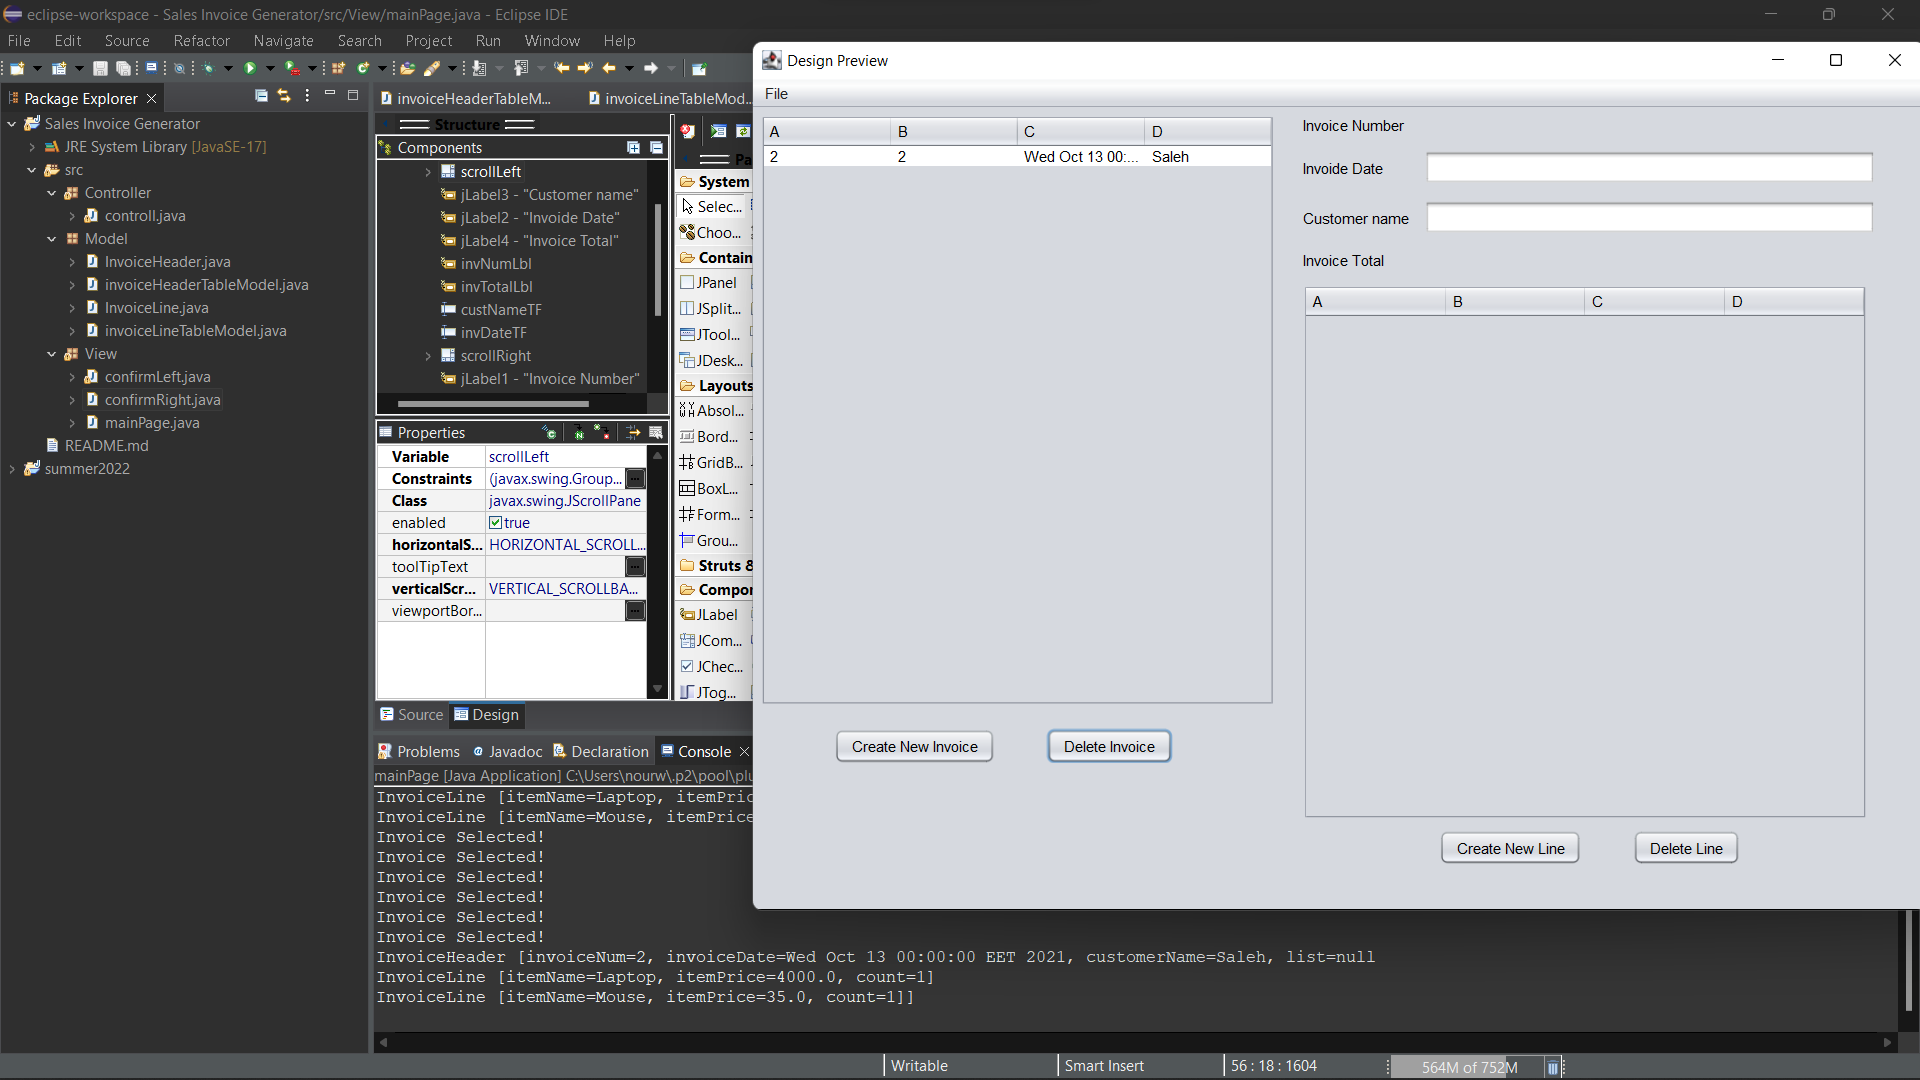 eclipse-workspace - Sales Invoice Generator/src/View/mainPage.java - Eclipse IDE
File Edit Source Refactor Navigate Search Project Run Window Help
Package Explorer
Sales Invoice Generator
JRE System Library [JavaSE-17]
src
Controller
controll.java
Model
InvoiceHeader.java
invoiceHeaderTableModel.java
InvoiceLine.java
invoiceLineTableModel.java
View
confirmLeft.java
confirmRight.java
mainPage.java
README.md
summer2022
invoiceHeaderTableM...
invoiceLineTableMod...
Structure
Components
scrollLeft
jLabel3 - "Customer name"
jLabel2 - "Invoide Date"
jLabel4 - "Invoice Total"
invNumLbl
invTotalLbl
custNameTF
invDateTF
scrollRight
jLabel1 - "Invoice Number"
Properties
Variable scrollLeft
Constraints (javax.swing.Group...
Class javax.swing.JScrollPane
enabled true
horizontalS... HORIZONTAL_SCROLL...
toolTipText
verticalScr... VERTICAL_SCROLLBA...
viewportBor...
Source Design
Pa
System
Selec...
Choo...
Contain
JPanel
JSplit...
JTool...
JDesk...
Layouts
Absol...
Bord...
GridB...
BoxL...
Form...
Grou...
Struts &
Compor
JLabel
JCom...
JChec...
JTog...
Design Preview
File
A B C D
2 2 Wed Oct 13 00:... Saleh
Create New Invoice Delete Invoice
Invoice Number
Invoide Date
Customer name
Invoice Total
A B C D
Create New Line Delete Line
Problems Javadoc Declaration Console
mainPage [Java Application] C:\Users\nourw\.p2\pool\plu
InvoiceLine [itemName=Laptop, itemPric
InvoiceLine [itemName=Mouse, itemPrice
Invoice Selected!
Invoice Selected!
Invoice Selected!
Invoice Selected!
Invoice Selected!
Invoice Selected!
InvoiceHeader [invoiceNum=2, invoiceDate=Wed Oct 13 00:00:00 EET 2021, customerName=Saleh, list=null
InvoiceLine [itemName=Laptop, itemPrice=4000.0, count=1]
InvoiceLine [itemName=Mouse, itemPrice=35.0, count=1]]
Writable Smart Insert 56 : 18 : 1604 564M of 752M